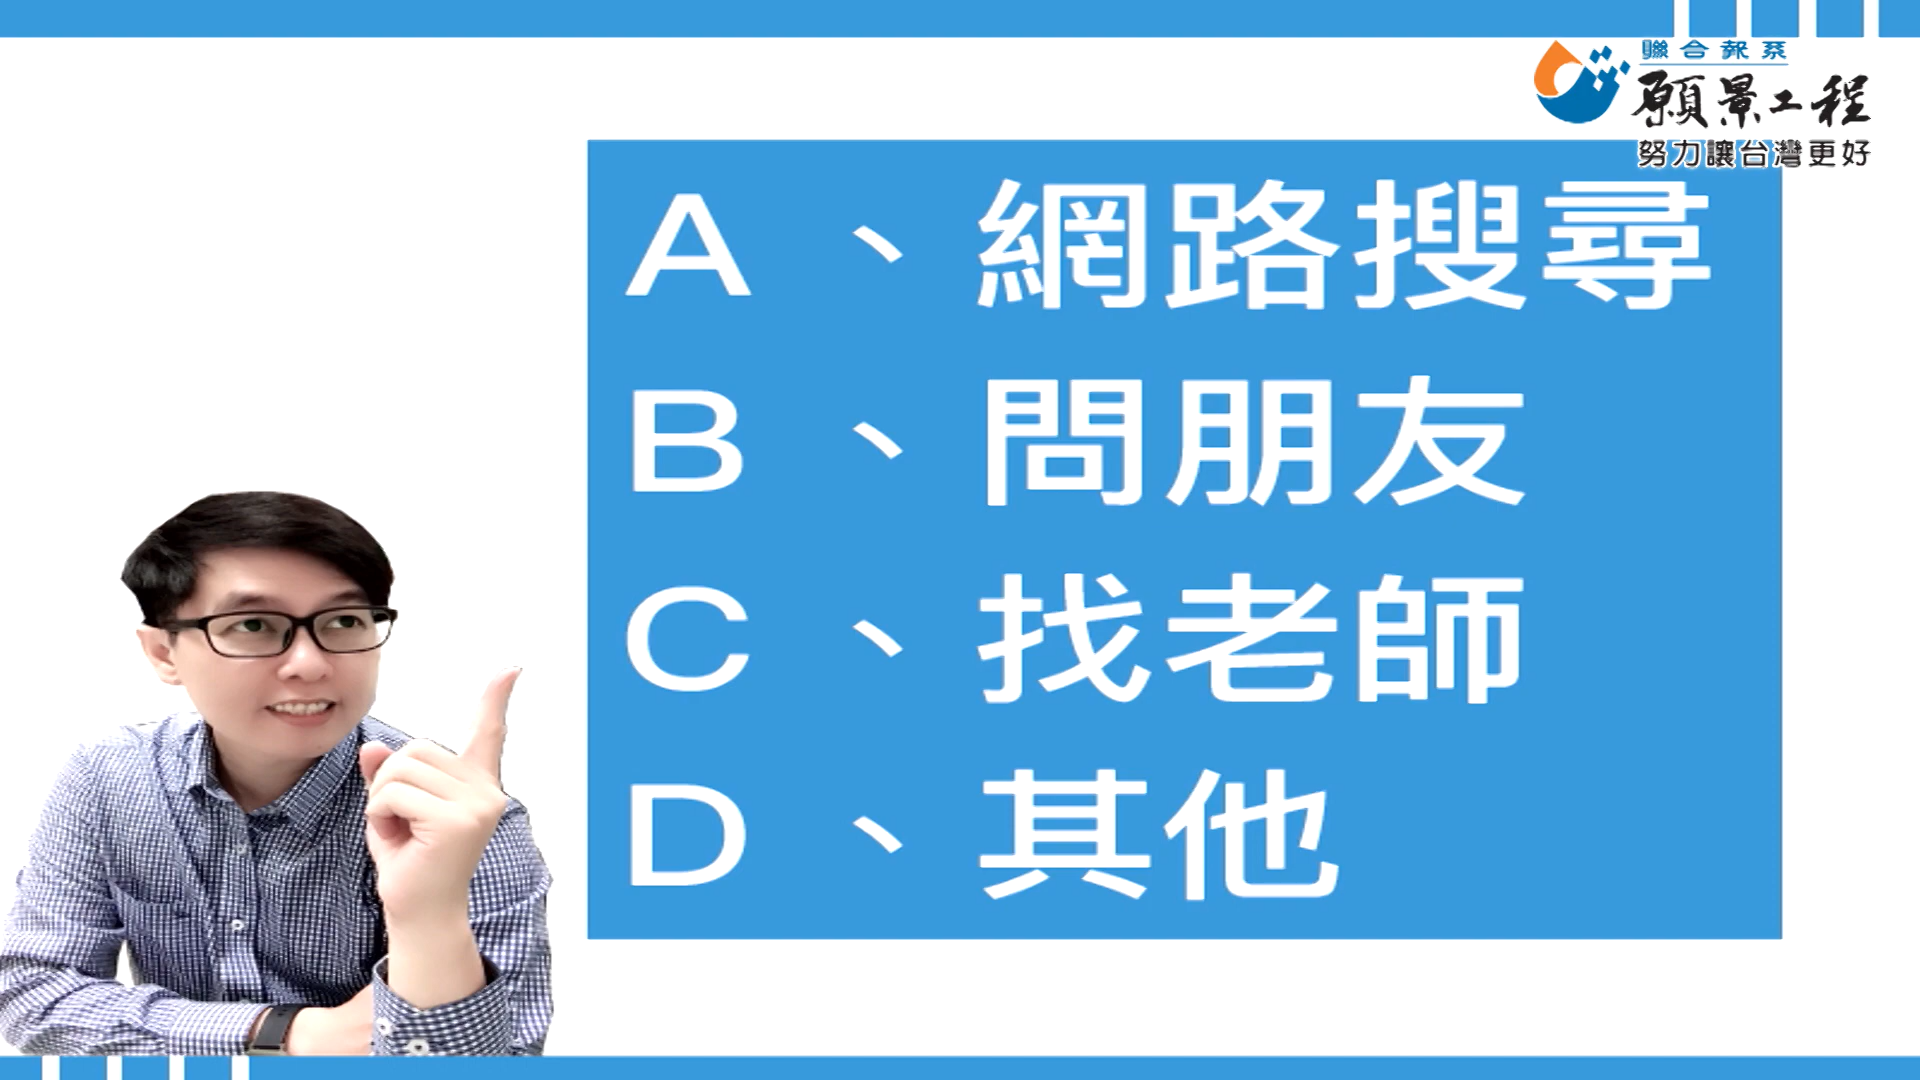 聯合報系
願景工程
努力讓台灣更好
A、網路搜尋
B、問朋友
C、找老師
D、其他